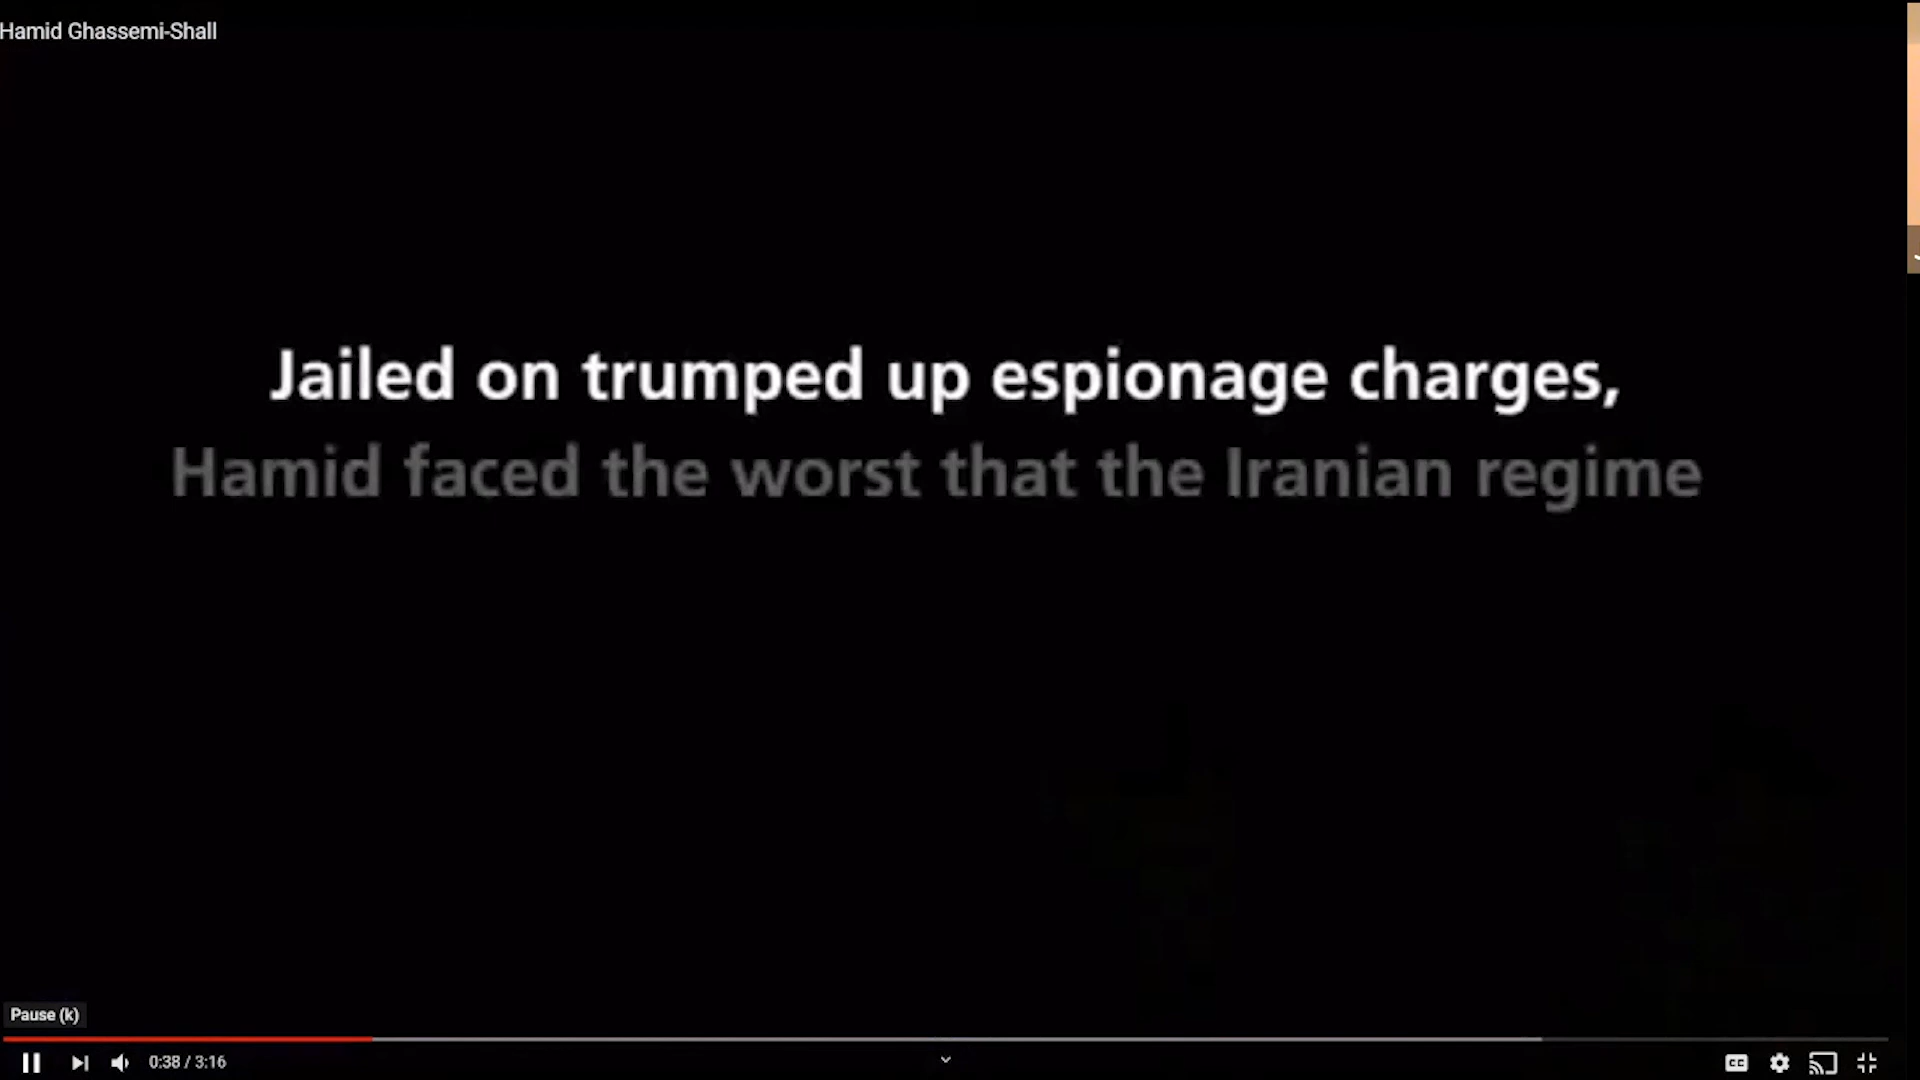 Hamid Ghassemi-Shall
Jailed on trumped up espionage charges,
Hamid faced the worst that the Iranian regime
Pause (k)
0:38 / 3:16
CC